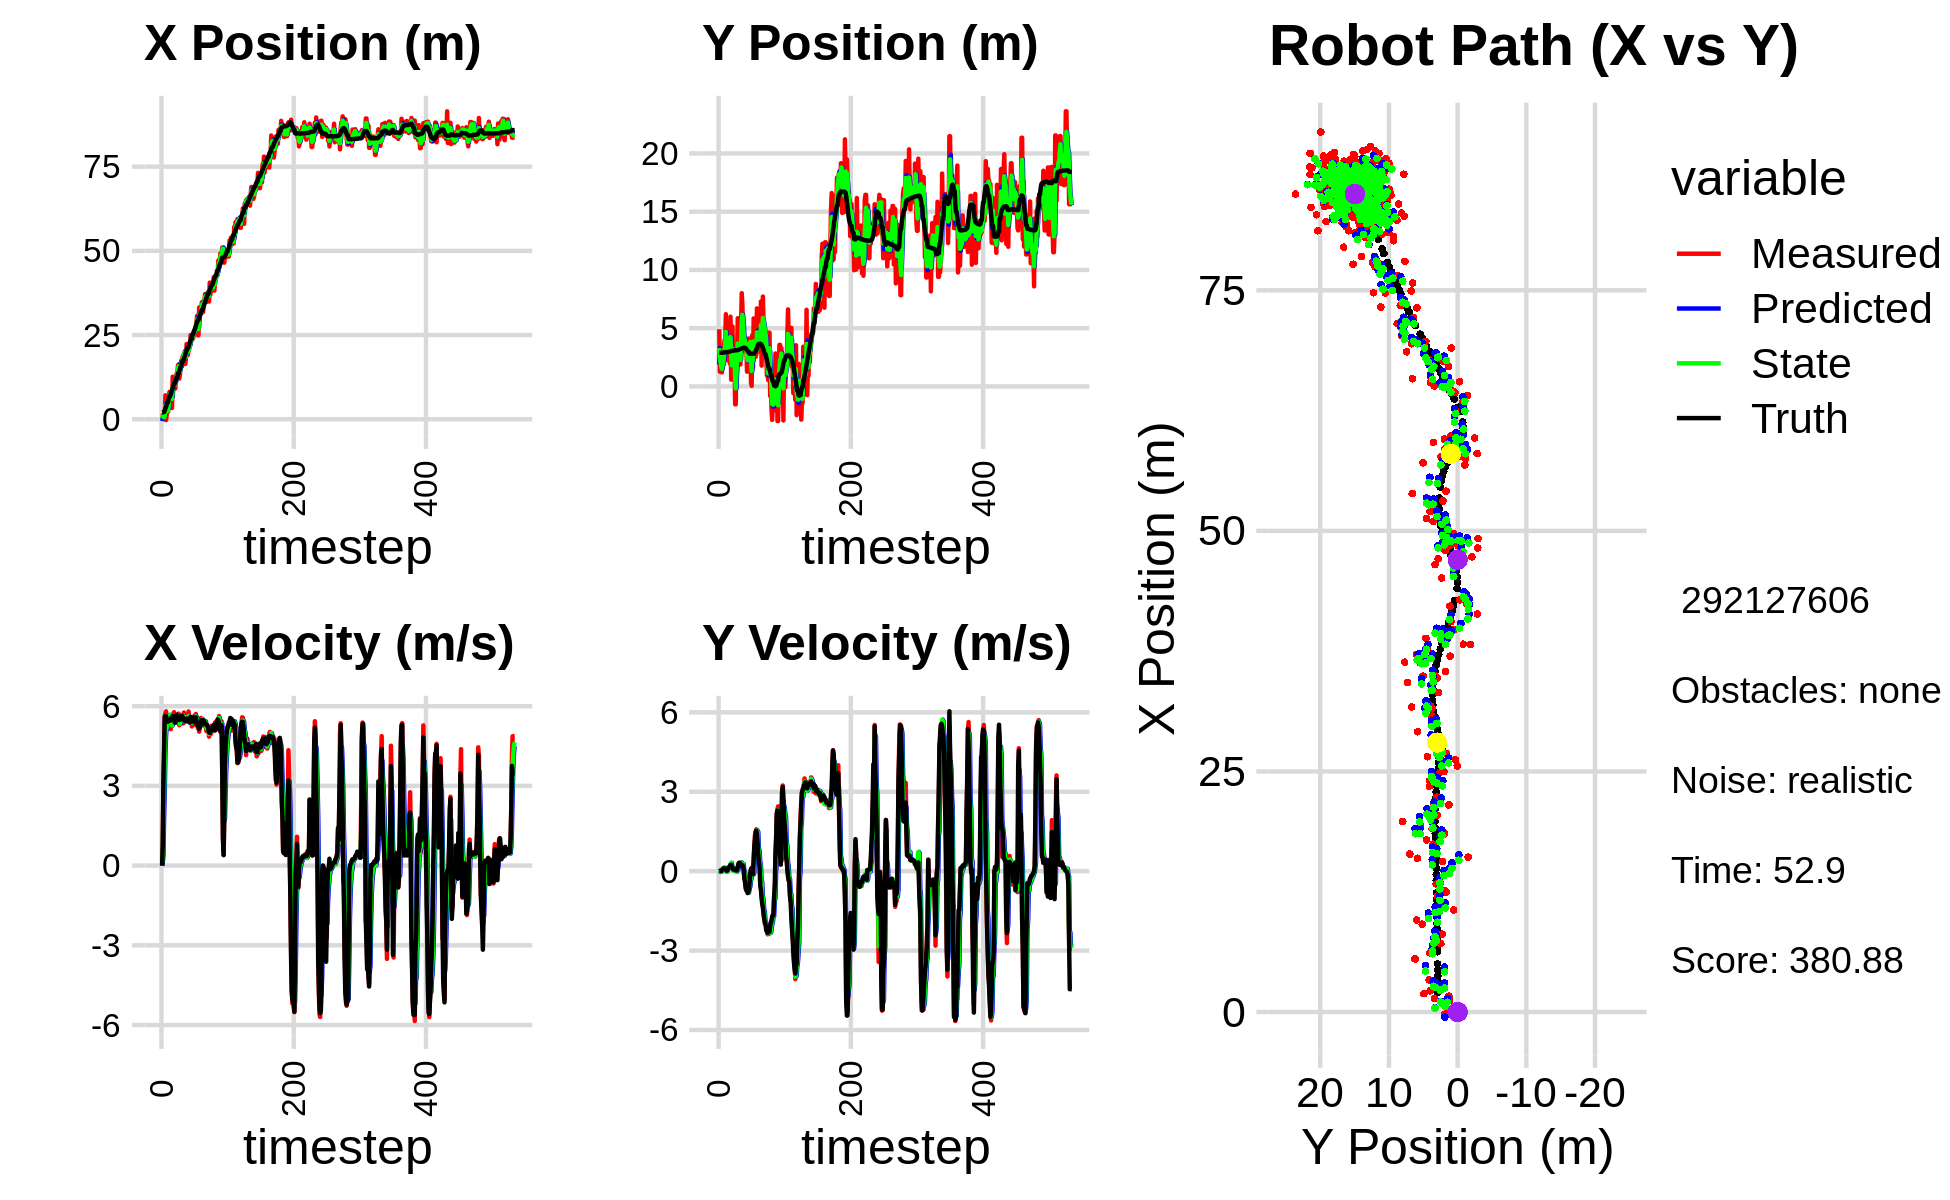 X Position (m)
75
50
25
0
0
200
400
timestep
Y Position (m)
20
15
10
5
0
0
200
400
timestep
X Velocity (m/s)
6
3
0
-3
-6
0
200
400
timestep
Y Velocity (m/s)
6
3
0
-3
-6
0
200
400
timestep
Robot Path (X vs Y)
X Position (m)
75
50
25
0
20 10 0 -10 -20
Y Position (m)
variable
Measured
Predicted
State
Truth
292127606
Obstacles: none
Noise: realistic
Time: 52.9
Score: 380.88